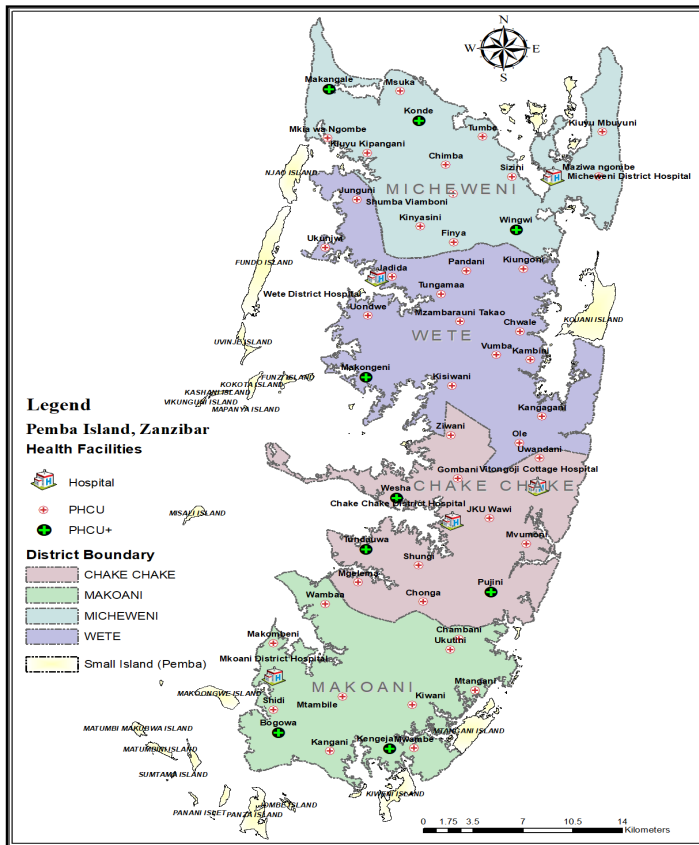 N
W E
S
Makangale
Msuka
Konde
Kiuyu Mbuyuni
Mkia wa Ngombe
Tumbe
Kiuyu Kipangani
Chimba
Sizini
Maziwa ngombe
Micheweni District Hospital
NJAO ISLAND
MICHEWENI
Junguni
Shumba Viamboni
Kinyasini
Wingwi
Ukunjwi
Finya
FUNDO ISLAND
Jadida
Pandani
Kiungoni
Wete District Hospital
Tungamaa
Uondwe
Mzambarauni Takao
KOJANI ISLAND
WETE
Chwale
UVINJE ISLAND
Vumba
Kambini
Makongeni
FUNZI ISLAND
KOKOTA ISLAND
Kisiwani
KASHANI ISLAND
VIKUNGUNI ISLAND
MAPANYA ISLAND
Kangagani
Legend
Pemba Island, Zanzibar
Health Facilities
Hospital
PHCU
PHCU+
District Boundary
CHAKE CHAKE
MAKOANI
MICHEWENI
WETE
Small Island (Pemba)
Ziwani
Ole
Uwandani
Gombani
Vitongoji Cottage Hospital
CHAKE CHAKE
Wesha
Chake Chake District Hospital
JKU Wawi
MISALI ISLAND
Tundauwa
Mvumoni
Shungi
Mgelema
Pujini
Wambaa
Chonga
Chambani
Makombeni
Ukutini
Mkoani District Hospital
MAKOANI
MAKOONGWE ISLAND
Mtangani
Shidi
Mtambile
Kiwani
MATUMBI MAKUBWA ISLAND
Bogowa
MTANGANI ISLAND
MATUMBINI ISLAND
Kangani
Kengeja
Mwambe
SUMTAMA ISLAND
KIWENI ISLAND
PANANI ISLET
PANZA ISLAND
JOMBE ISLAND
0 1.75 3.5 7 10.5 14
Kilometers